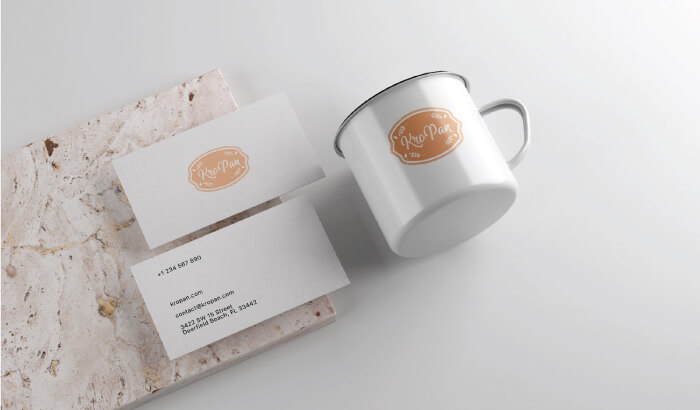 KroPan
KroPan
+1 234 567 890
kropan.com
contact@kropan.com
3422 SW 15 Street
Deerfield Beach, FL 33442